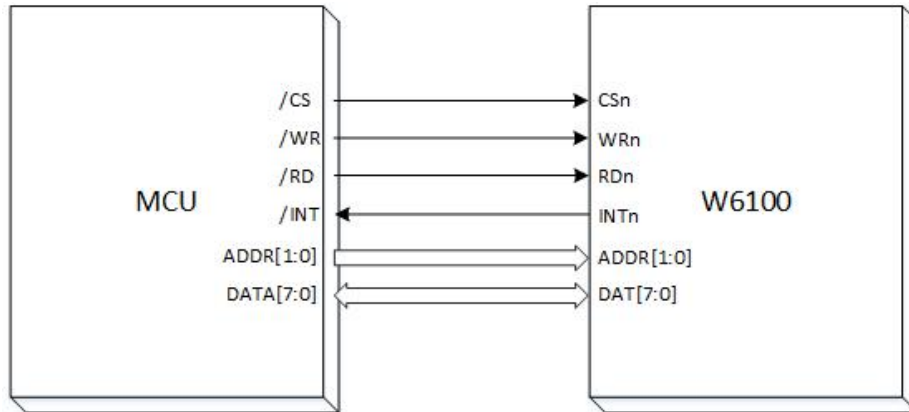 /CS CSn
/WR WRn
/RD RDn
MCU W6100
/INT INTn
ADDR[1:0] ADDR[1:0]
DATA[7:0] DAT[7:0]